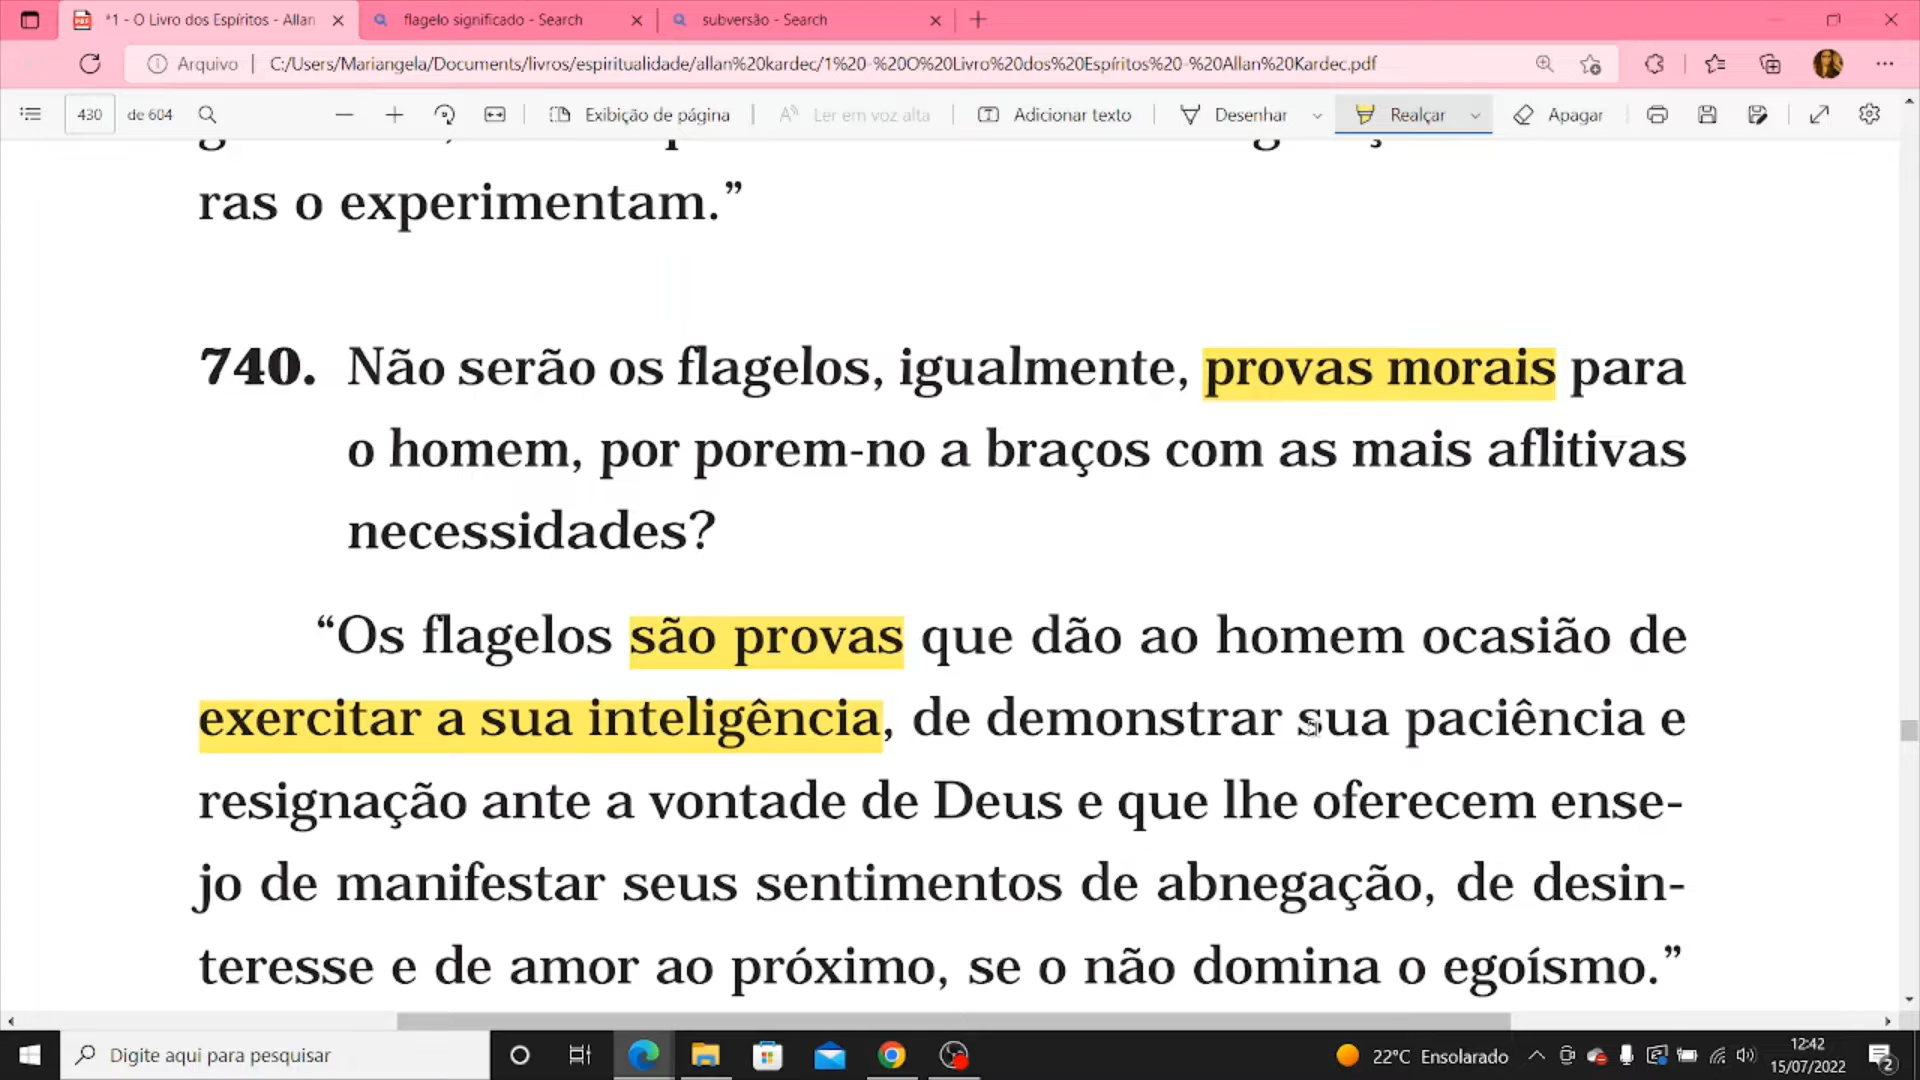 *1 - O Livro dos Espíritos - Allan
flagelo significado - Search
subversão - Search
Arquivo
C:/Users/Mariangela/Documents/livros/espiritualidade/allan%20kardec/1%20-%20O%20Livro%20dos%20Espíritos%20-%20Allan%20Kardec.pdf
430 de 604
Exibição de página
Ler em voz alta
Adicionar texto
Desenhar
Realçar
Apagar
ras o experimentam.”
740. Não serão os flagelos, igualmente, provas morais para
o homem, por porem-no a braços com as mais aflitivas
necessidades?
“Os flagelos são provas que dão ao homem ocasião de
exercitar a sua inteligência, de demonstrar sua paciência e
resignação ante a vontade de Deus e que lhe oferecem ense-
jo de manifestar seus sentimentos de abnegação, de desin-
teresse e de amor ao próximo, se o não domina o egoísmo.”
Digite aqui para pesquisar
22°C Ensolarado
12:42
15/07/2022
2